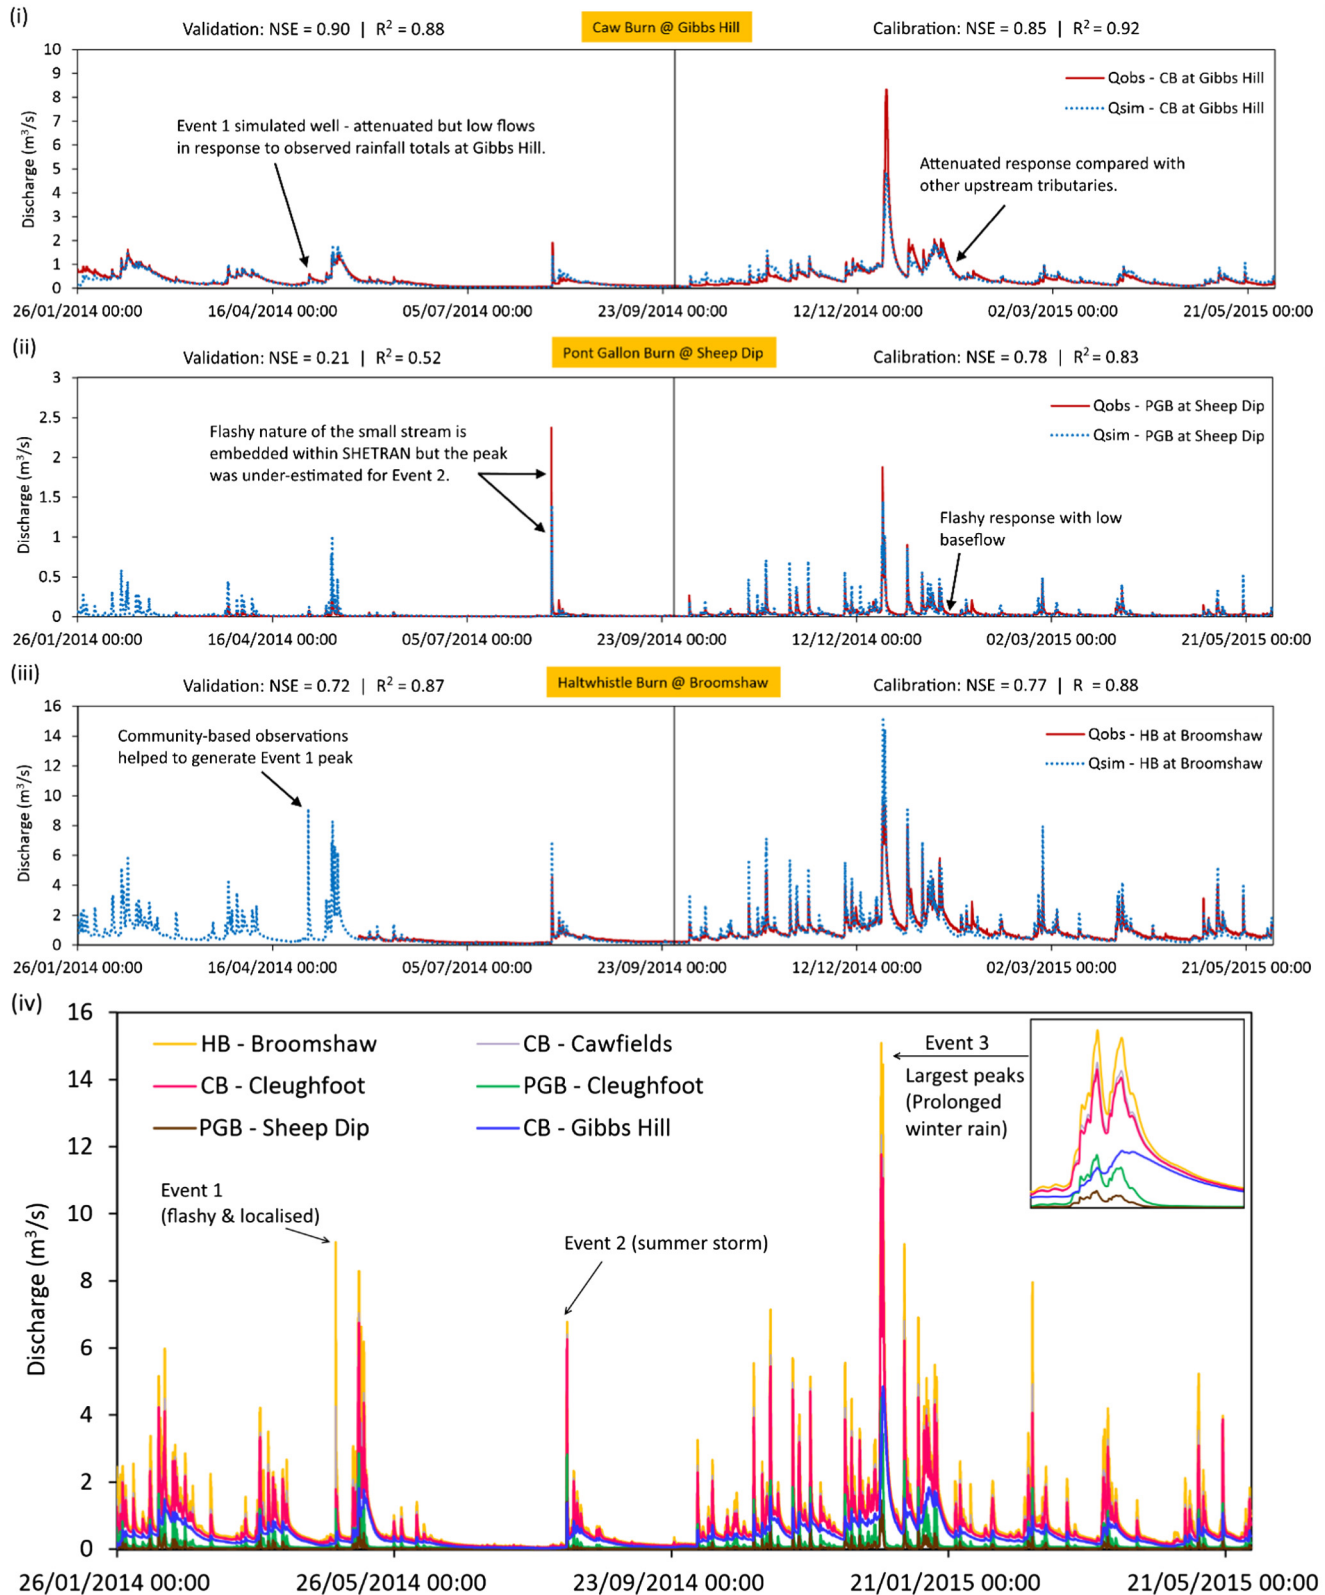 (i)
Validation: NSE = 0.90 | R² = 0.88
Caw Burn @ Gibbs Hill
Calibration: NSE = 0.85 | R² = 0.92
Discharge (m³/s)
10
9
8
7
6
5
4
3
2
1
0
Event 1 simulated well - attenuated but low flows
in response to observed rainfall totals at Gibbs Hill.
Qobs - CB at Gibbs Hill
Qsim - CB at Gibbs Hill
Attenuated response compared with
other upstream tributaries.
26/01/2014 00:00 16/04/2014 00:00 05/07/2014 00:00 23/09/2014 00:00 12/12/2014 00:00 02/03/2015 00:00 21/05/2015 00:00
(ii)
Validation: NSE = 0.21 | R² = 0.52
Pont Gallon Burn @ Sheep Dip
Calibration: NSE = 0.78 | R² = 0.83
Discharge (m³/s)
3
2.5
2
1.5
1
0.5
0
Flashy nature of the small stream is
embedded within SHETRAN but the peak
was under-estimated for Event 2.
Qobs - PGB at Sheep Dip
Qsim - PGB at Sheep Dip
Flashy response with low
baseflow
26/01/2014 00:00 16/04/2014 00:00 05/07/2014 00:00 23/09/2014 00:00 12/12/2014 00:00 02/03/2015 00:00 21/05/2015 00:00
(iii)
Validation: NSE = 0.72 | R² = 0.87
Haltwhistle Burn @ Broomshaw
Calibration: NSE = 0.77 | R = 0.88
Discharge (m³/s)
16
14
12
10
8
6
4
2
0
Community-based observations
helped to generate Event 1 peak
Qobs - HB at Broomshaw
Qsim - HB at Broomshaw
26/01/2014 00:00 16/04/2014 00:00 05/07/2014 00:00 23/09/2014 00:00 12/12/2014 00:00 02/03/2015 00:00 21/05/2015 00:00
(iv)
Discharge (m³/s)
16
14
12
10
8
6
4
2
0
HB - Broomshaw
CB - Cawfields
CB - Cleughfoot
PGB - Cleughfoot
PGB - Sheep Dip
CB - Gibbs Hill
Event 3
Largest peaks
(Prolonged
winter rain)
Event 1
(flashy & localised)
Event 2 (summer storm)
26/01/2014 00:00 26/05/2014 00:00 23/09/2014 00:00 21/01/2015 00:00 21/05/2015 00:00